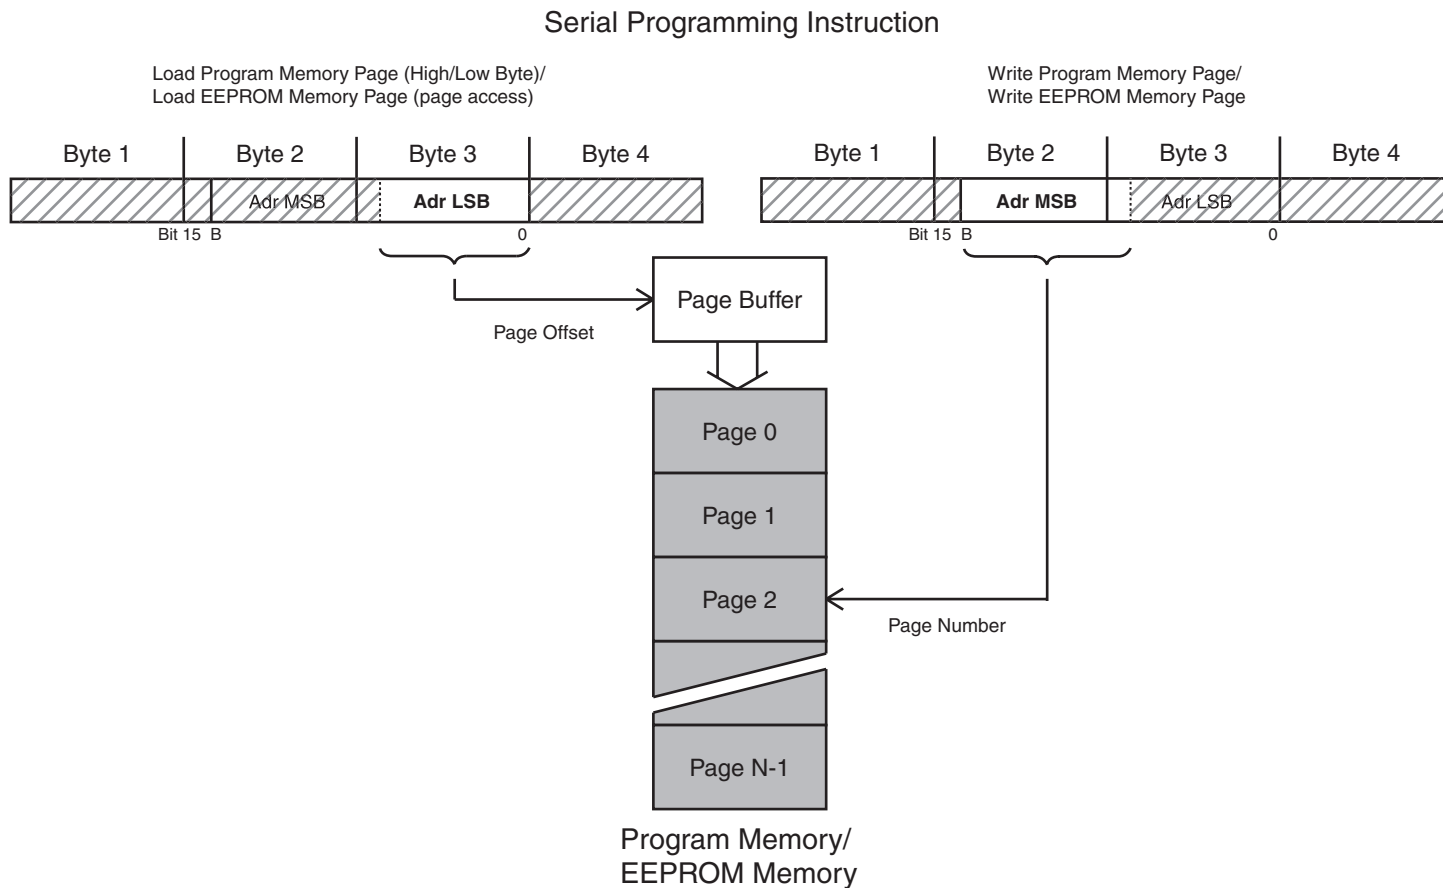 Serial Programming Instruction
Load Program Memory Page (High/Low Byte)/
Load EEPROM Memory Page (page access)
Write Program Memory Page/
Write EEPROM Memory Page
Byte 1 Byte 2 Byte 3 Byte 4
Adr MSB Adr LSB
Bit 15 B 0
Byte 1 Byte 2 Byte 3 Byte 4
Adr MSB Adr LSB
Bit 15 B 0
Page Buffer
Page Offset
Page 0
Page 1
Page 2
Page Number
Page N-1
Program Memory/
EEPROM Memory